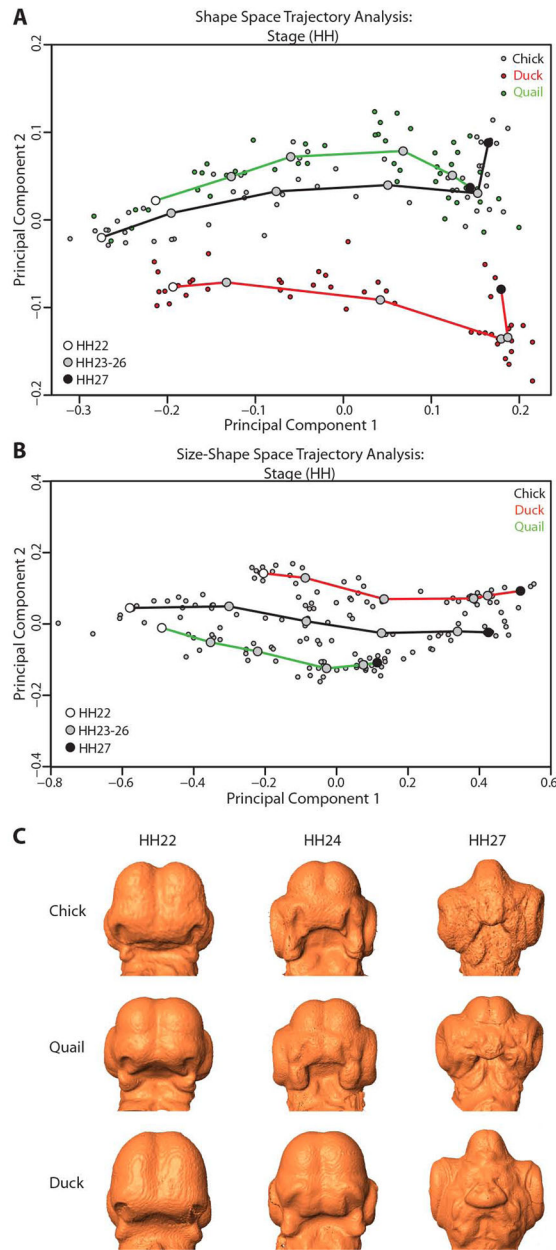 A
Shape Space Trajectory Analysis:
Stage (HH)
Chick
Duck
Quail
0.2
0.1
0.0
−0.1
−0.2
Principal Component 2
HH22
HH23-26
HH27
−0.3
−0.2
−0.1
0.0
0.1
0.2
Principal Component 1
B
Size-Shape Space Trajectory Analysis:
Stage (HH)
Chick
Duck
Quail
0.4
0.2
0.0
−0.2
−0.4
Principal Component 2
HH22
HH23-26
HH27
−0.8
−0.6
−0.4
−0.2
0.0
0.2
0.4
0.6
Principal Component 1
C
HH22
HH24
HH27
Chick
Quail
Duck